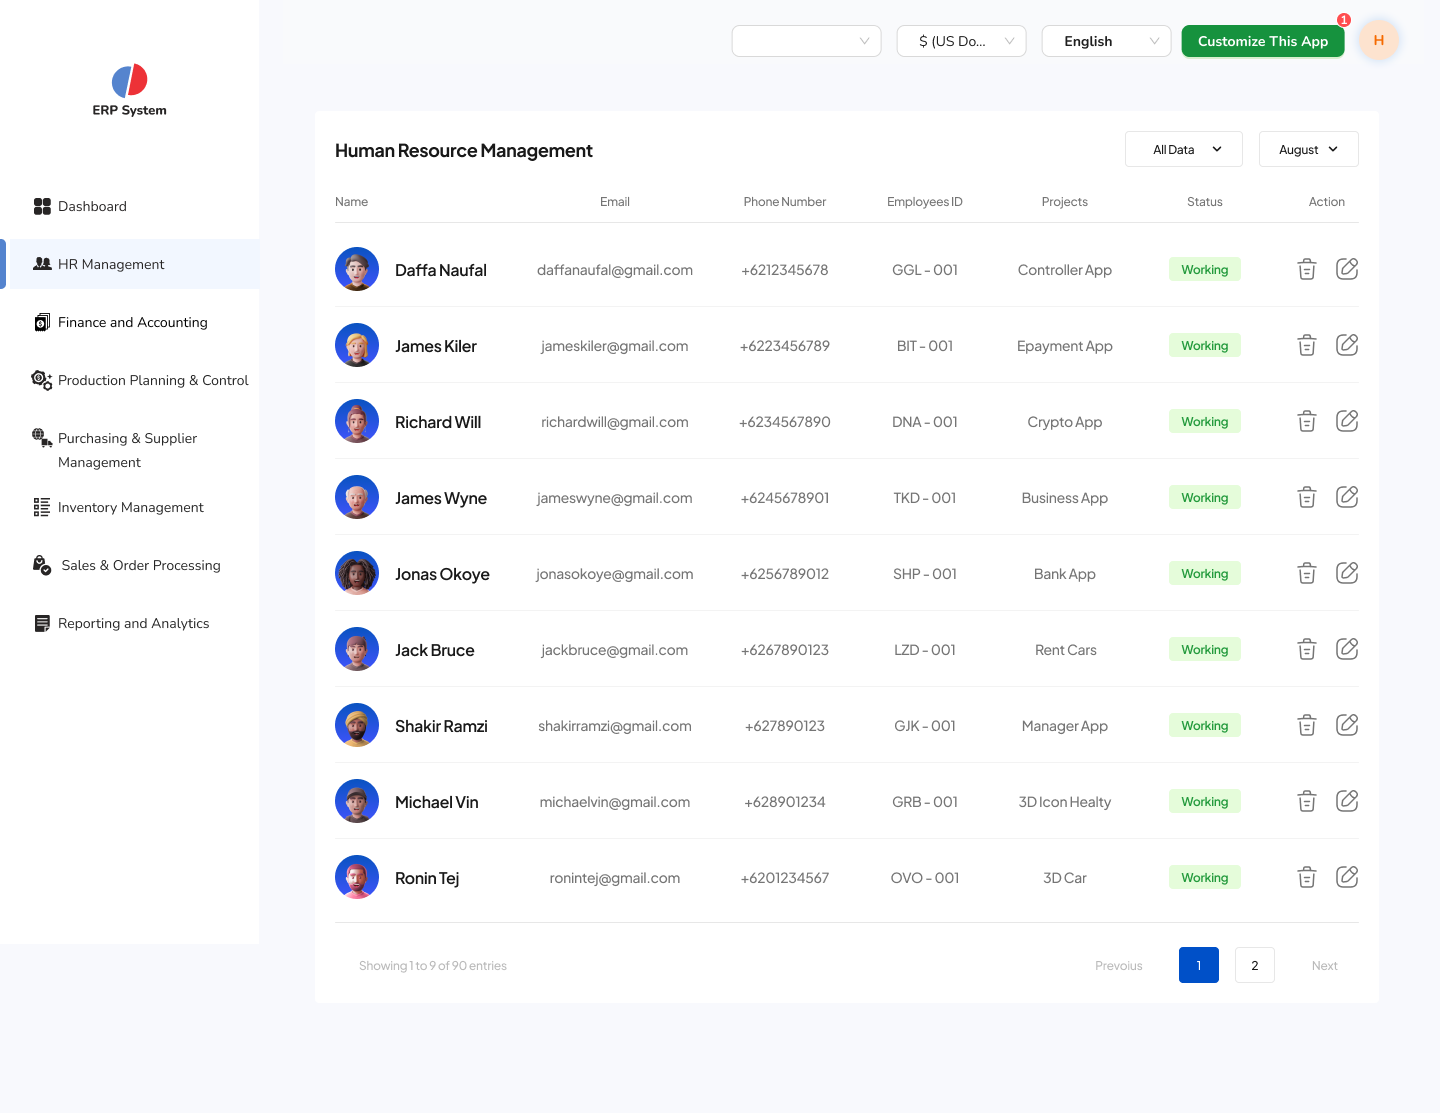 $ (US Do...
English
Customize This App
1
H
ERP System
Dashboard
HR Management
Finance and Accounting
Production Planning & Control
Purchasing & Supplier
Management
Inventory Management
Sales & Order Processing
Reporting and Analytics
Human Resource Management
All Data
August
Name Email Phone Number Employees ID Projects Status Action
Daffa Naufal daffanaufal@gmail.com +6212345678 GGL - 001 Controller App Working
James Kiler jameskiler@gmail.com +6223456789 BIT - 001 Epayment App Working
Richard Will richardwill@gmail.com +6234567890 DNA - 001 Crypto App Working
James Wyne jameswyne@gmail.com +6245678901 TKD - 001 Business App Working
Jonas Okoye jonasokoye@gmail.com +6256789012 SHP - 001 Bank App Working
Jack Bruce jackbruce@gmail.com +6267890123 LZD - 001 Rent Cars Working
Shakir Ramzi shakirramzi@gmail.com +627890123 GJK - 001 Manager App Working
Michael Vin michaelvin@gmail.com +628901234 GRB - 001 3D Icon Healty Working
Ronin Tej ronintej@gmail.com +6201234567 OVO - 001 3D Car Working
Showing 1 to 9 of 90 entries
Prevoius 1 2 Next